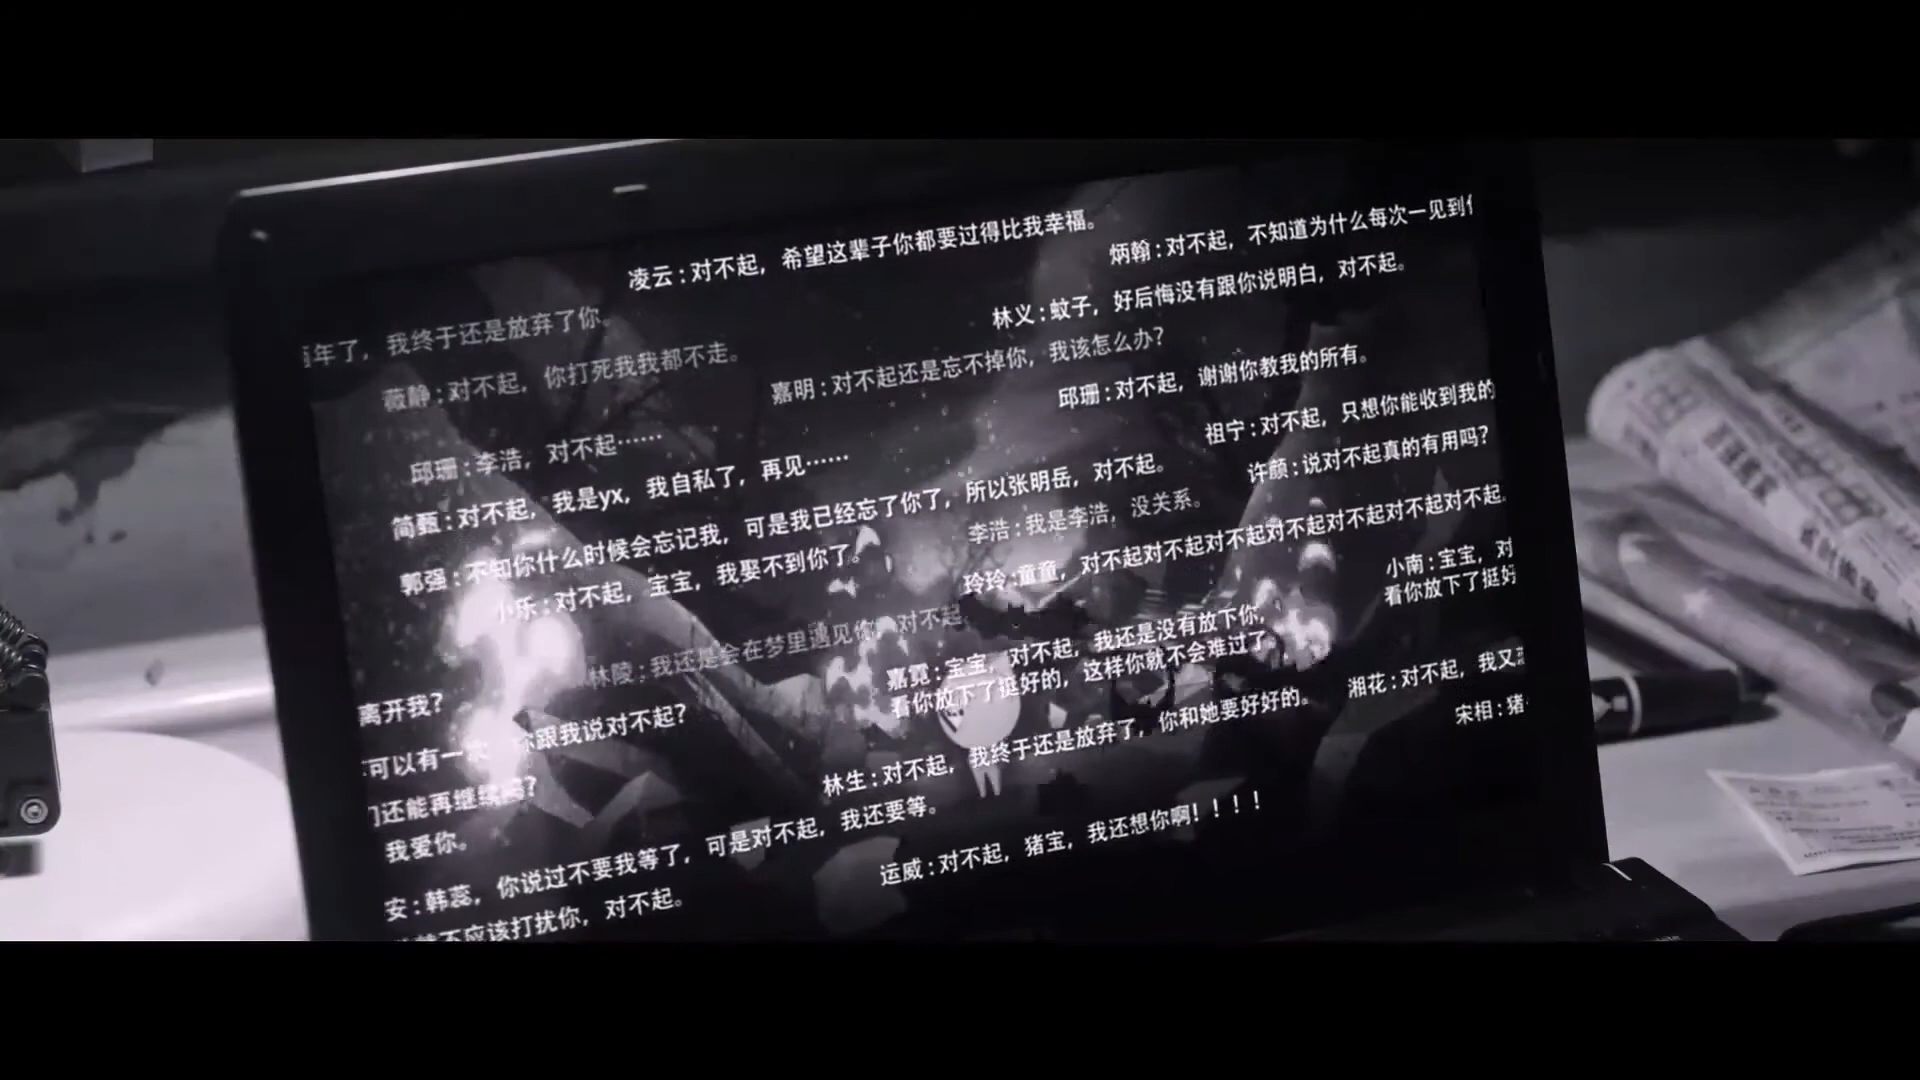 凌云：对不起，希望这辈子你都要过得比我幸福。
炳翰：对不起，不知道为什么每次一见到
年了，我终于还是放弃了你。
林义：蚊子，好后悔没有跟你说明白，对不起。
薇静：对不起，你打死我我都不走。
嘉明：对不起还是忘不掉你，我该怎么办？
邱珊：对不起，谢谢你教我的所有。
祖宁：对不起，只想你能收到我的
邱珊：李浩，对不起……
简甄：对不起，我是yx，我自私了，再见……
许颜：说对不起真的有用吗？
郭强：不知你什么时候会忘记我，可是我已经忘了你了，所以张明岳，对不起。
李浩：我是李浩，没关系。
小乐：对不起，宝宝，我娶不到你了。
玲玲：童童，对不起对不起对不起对不起对不起对不起对不起
小南：宝宝，对
看你放下了挺好
林陵：我还是会在梦里遇见你，对不起
嘉霓：宝宝，对不起，我还是没有放下你，
看你放下了挺好的，这样你就不会难过了
离开我？
湘花：对不起，我又
可以有一 你跟我说对不起？
林生：对不起，我终于还是放弃了，你和她要好好的。
宋相：猪
还能再继续吗？
我爱你。
安：韩蕊，你说过不要我等了，可是对不起，我还要等。
运威：对不起，猪宝，我还想你啊！！！！
不应该打扰你，对不起。